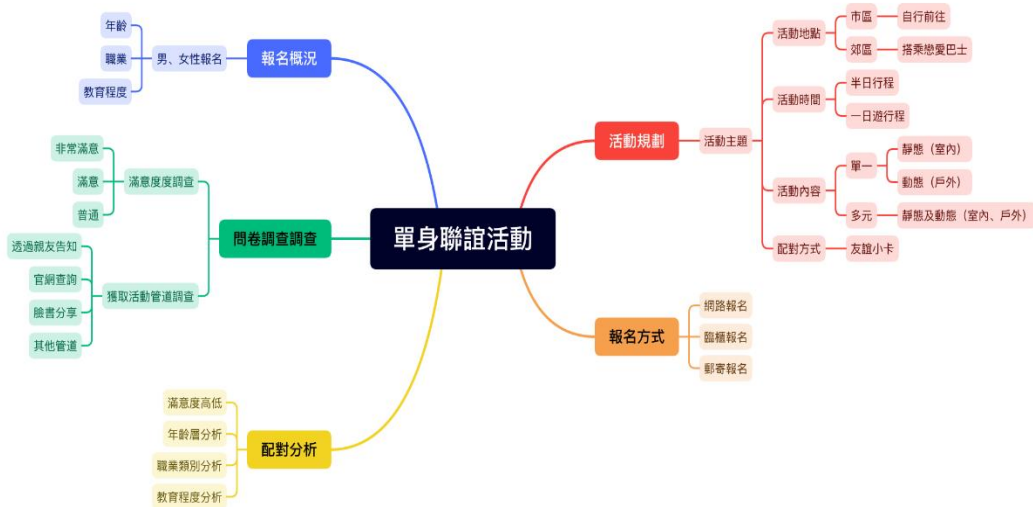 單身聯誼活動
報名概況
男、女性報名
年齡
職業
教育程度
問卷調查調查
滿意度度調查
非常滿意
滿意
普通
獲取活動管道調查
透過親友告知
官網查詢
臉書分享
其他管道
配對分析
滿意度高低
年齡層分析
職業類別分析
教育程度分析
活動規劃
活動主題
活動地點
市區
自行前往
郊區
搭乘戀愛巴士
活動時間
半日行程
一日遊行程
活動內容
單一
靜態（室內）
動態（戶外）
多元
靜態及動態（室內、戶外）
配對方式
友誼小卡
報名方式
網路報名
臨櫃報名
郵寄報名